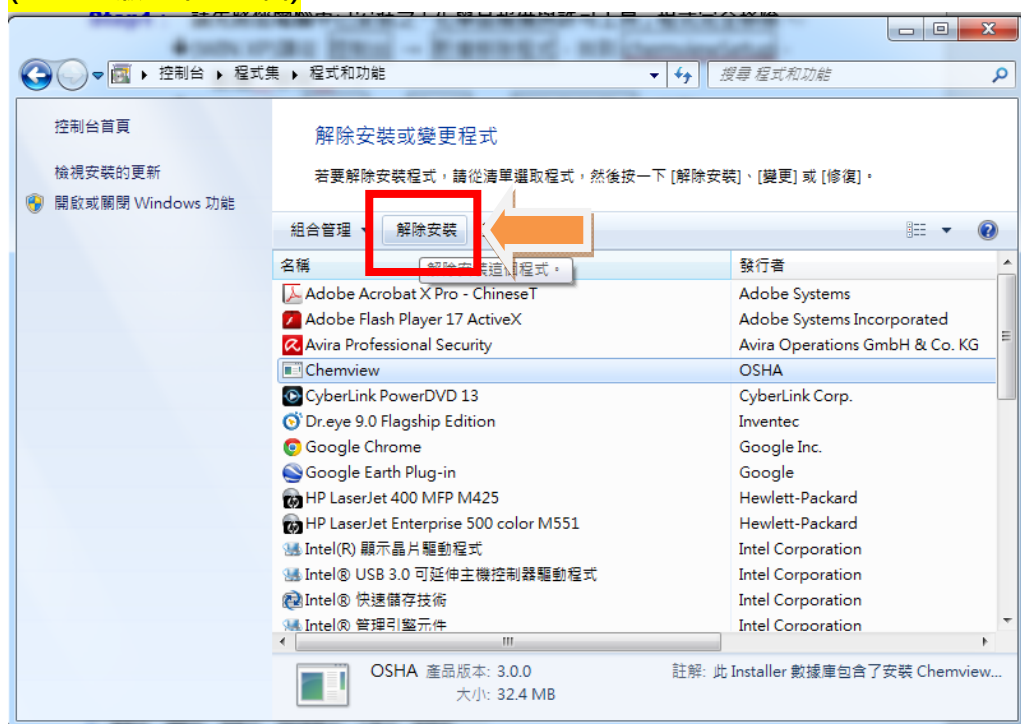 控制台 ▸ 程式集 ▸ 程式和功能
搜尋 程式和功能
控制台首頁
檢視安裝的更新
開啟或關閉 Windows 功能
解除安裝或變更程式
若要解除安裝程式，請從清單選取程式，然後按一下 [解除安裝]、[變更] 或 [修復]。
組合管理 解除安裝
名稱 發行者
解除安裝這個程式。
Adobe Acrobat X Pro - ChineseT Adobe Systems
Adobe Flash Player 17 ActiveX Adobe Systems Incorporated
Avira Professional Security Avira Operations GmbH & Co. KG
Chemview OSHA
CyberLink PowerDVD 13 CyberLink Corp.
Dr.eye 9.0 Flagship Edition Inventec
Google Chrome Google Inc.
Google Earth Plug-in Google
HP LaserJet 400 MFP M425 Hewlett-Packard
HP LaserJet Enterprise 500 color M551 Hewlett-Packard
Intel(R) 顯示晶片驅動程式 Intel Corporation
Intel® USB 3.0 可延伸主機控制器驅動程式 Intel Corporation
Intel® 快速儲存技術 Intel Corporation
Intel® 管理引擎元件 Intel Corporation
OSHA 產品版本: 3.0.0 註解: 此 Installer 數據庫包含了安裝 Chemview...
大小: 32.4 MB